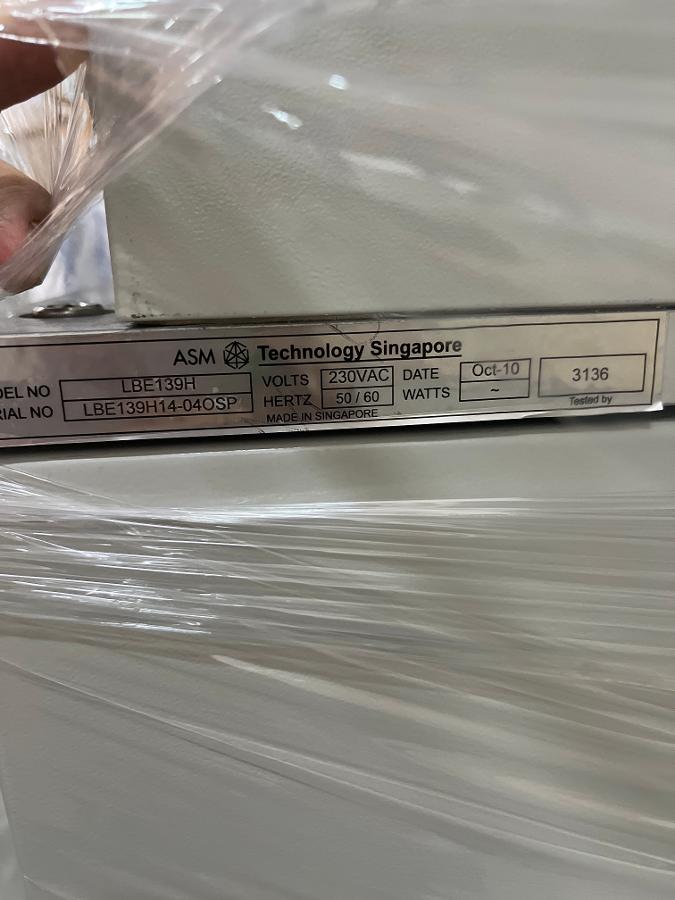 ASM Technology Singapore
DEL NO LBE139H VOLTS 230VAC DATE Oct-10 3136
RIAL NO LBE139H14-04OSP HERTZ 50 / 60 WATTS ~ Tested by
MADE IN SINGAPORE